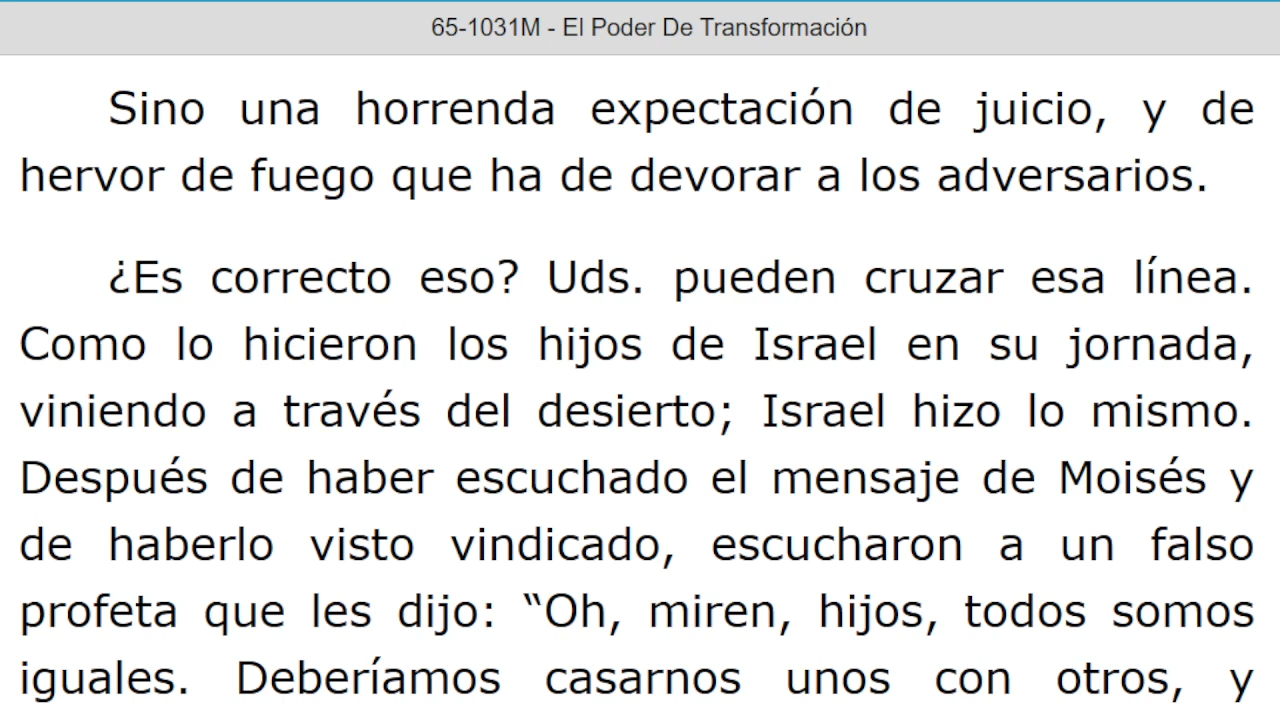 65-1031M - El Poder De Transformación
Sino una horrenda expectación de juicio, y de
hervor de fuego que ha de devorar a los adversarios.
¿Es correcto eso? Uds. pueden cruzar esa línea.
Como lo hicieron los hijos de Israel en su jornada,
viniendo a través del desierto; Israel hizo lo mismo.
Después de haber escuchado el mensaje de Moisés y
de haberlo visto vindicado, escucharon a un falso
profeta que les dijo: “Oh, miren, hijos, todos somos
iguales. Deberíamos casarnos unos con otros, y